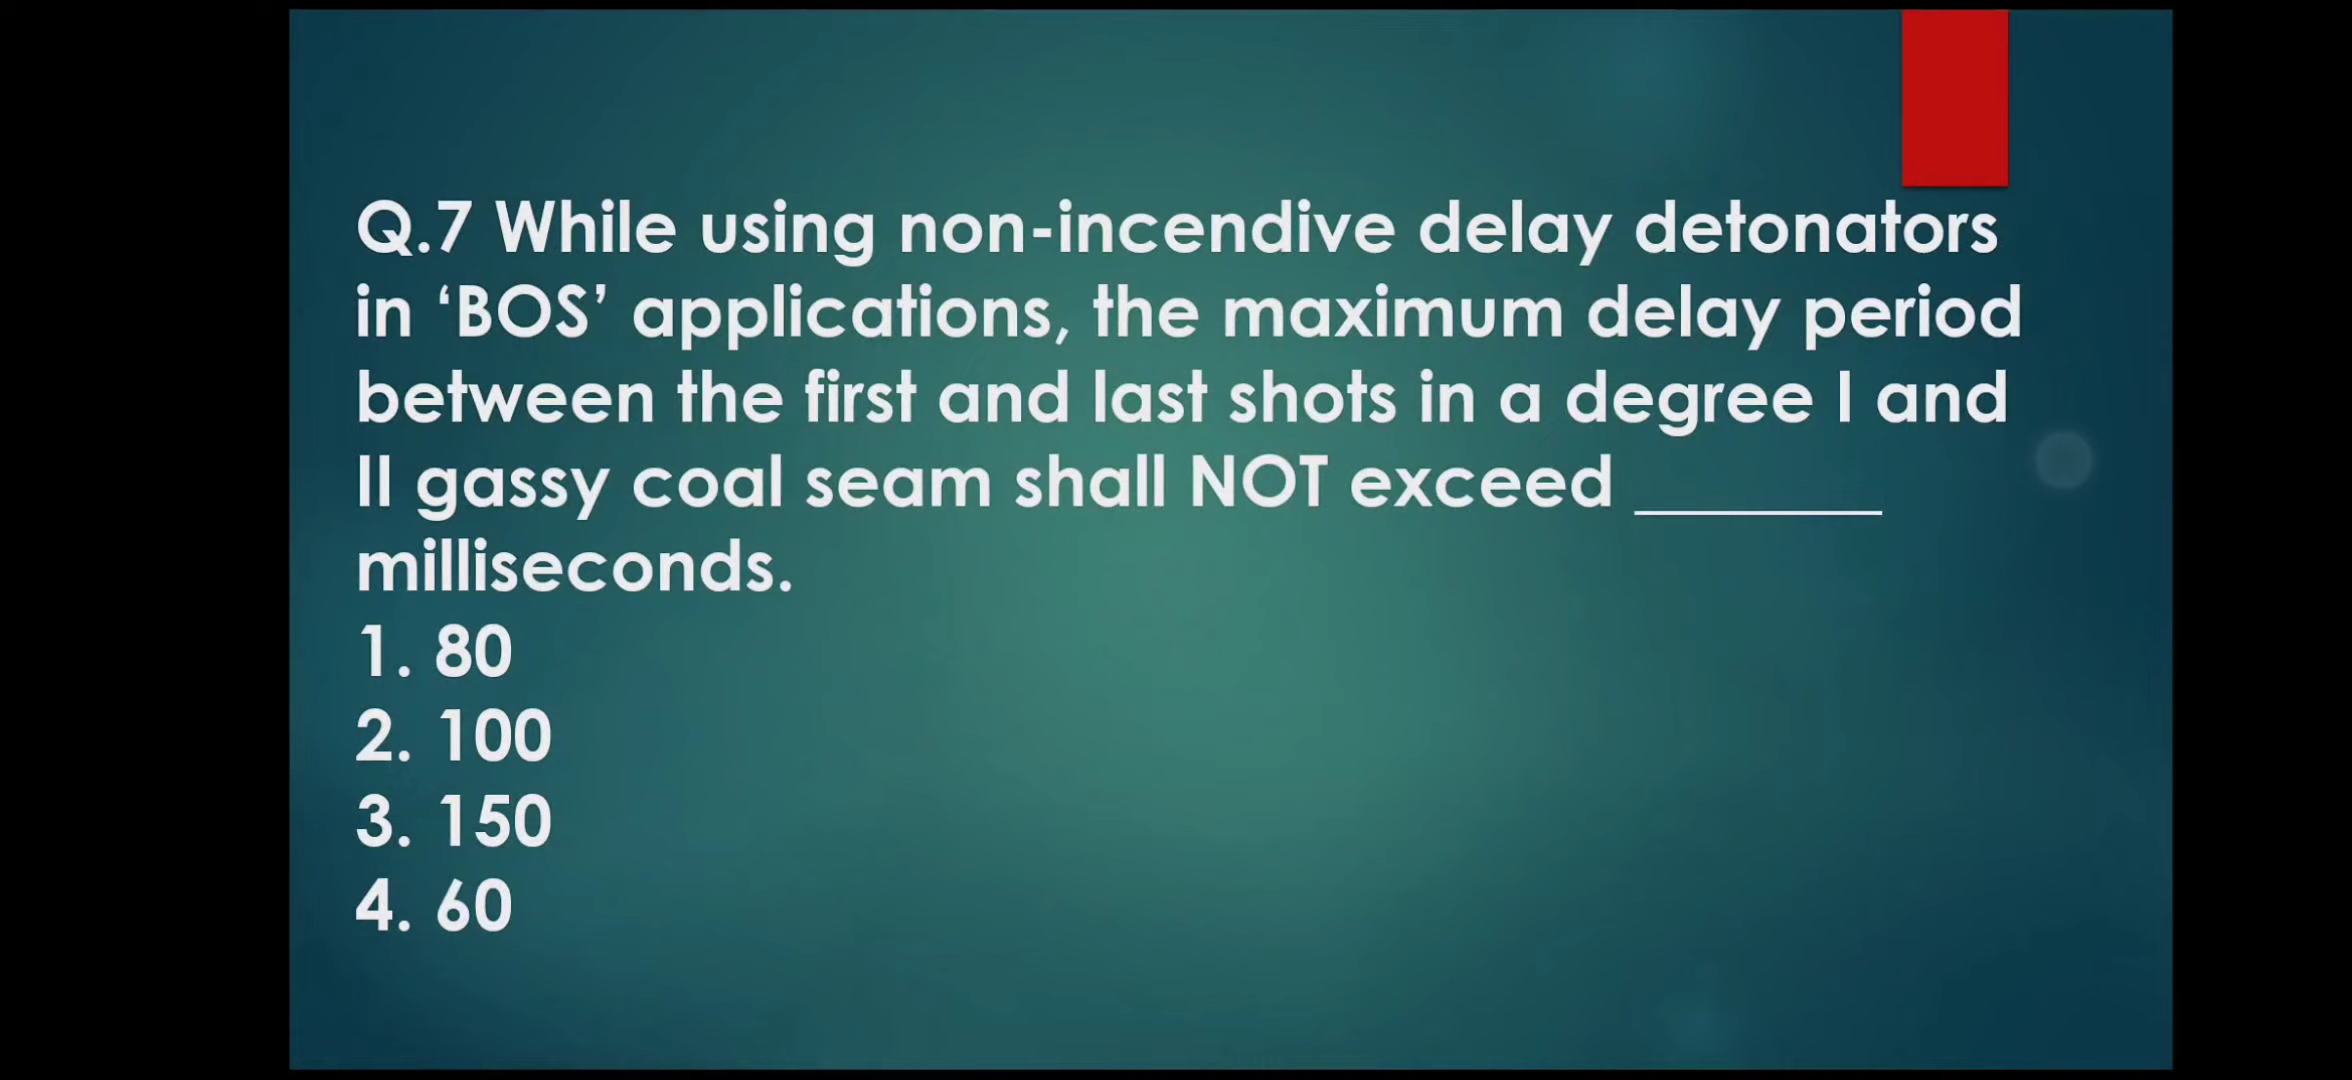 Q.7 While using non-incendive delay detonators
in ‘BOS’ applications, the maximum delay period
between the first and last shots in a degree I and
II gassy coal seam shall NOT exceed _______
milliseconds.
1. 80
2. 100
3. 150
4. 60